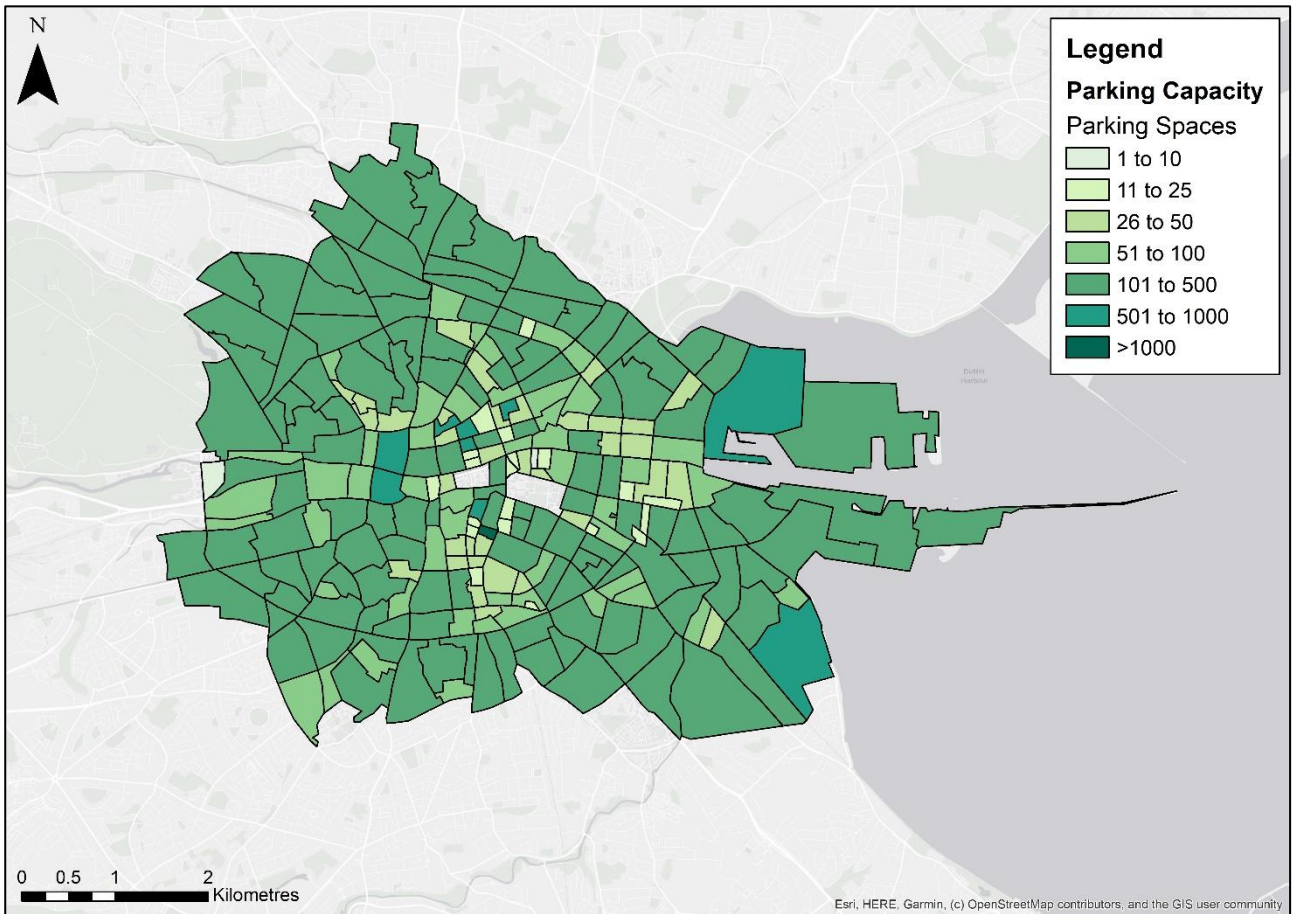 N
Legend
Parking Capacity
Parking Spaces
1 to 10
11 to 25
26 to 50
51 to 100
101 to 500
501 to 1000
>1000
Dublin
Harbour
0 0.5 1 2
Kilometres
Esri, HERE, Garmin, (c) OpenStreetMap contributors, and the GIS user community